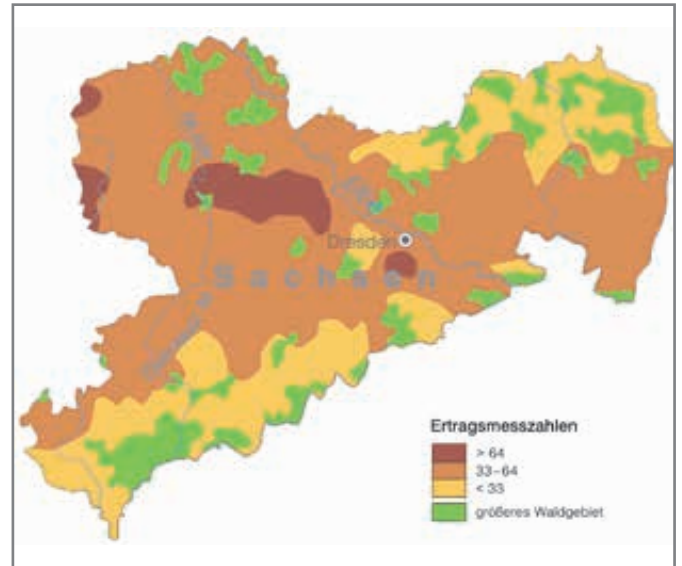 Dresden
Sachsen
Ertragsmesszahlen
> 64
33–64
< 33
größeres Waldgebiet